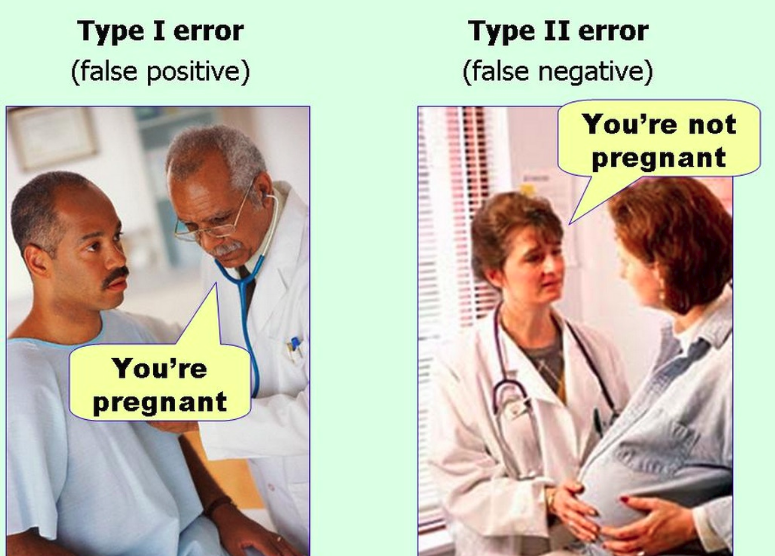 Type I error
(false positive)
Type II error
(false negative)
You're not
pregnant
You're
pregnant